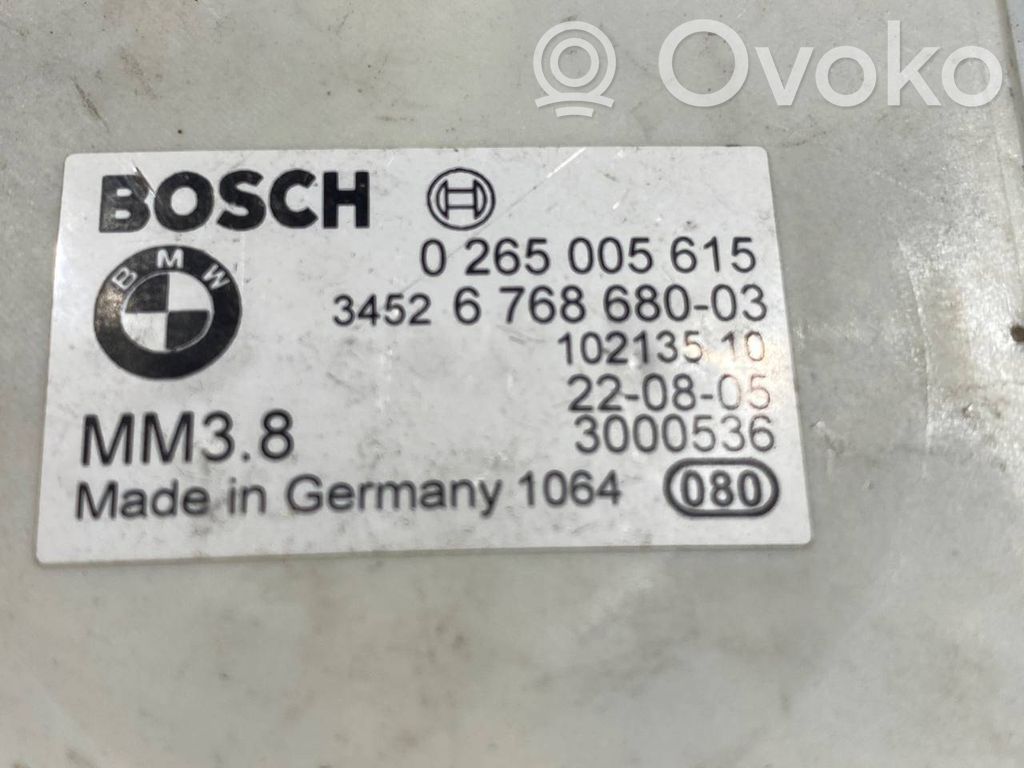 Ovoko
BOSCH
BMW
0 265 005 615
3452 6 768 680-03
102135 10
22-08-05
MM3.8
3000536
Made in Germany 1064
080